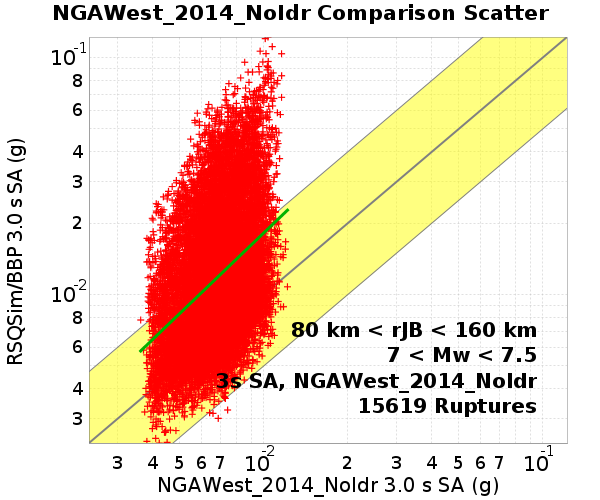 NGAWest_2014_NoIdr Comparison Scatter
10-1
8
6
4
3
2
10-2
8
6
4
3
RSQSim/BBP 3.0 s SA (g)
80 km < rJB < 160 km
7 < Mw < 7.5
3s SA, NGAWest_2014_NoIdr
15619 Ruptures
3 4 5 6 7 10-2 2 3 4 5 6 7 10-1
NGAWest_2014_NoIdr 3.0 s SA (g)